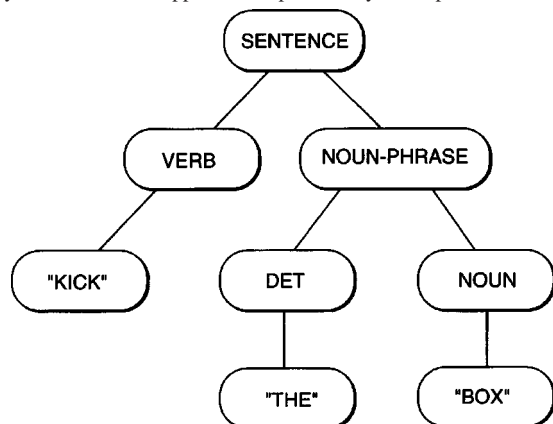 SENTENCE
VERB
NOUN-PHRASE
"KICK"
DET
NOUN
"THE"
"BOX"